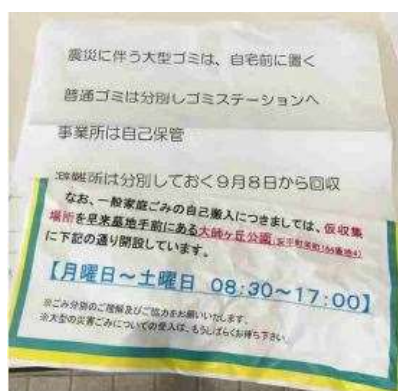 震災に伴う大型ゴミは、自宅前に置く
普通ゴミは分別しゴミステーションへ
事業所は自己保管
避難所は分別しておく9月8日から回収
なお、一般家庭ごみの自己搬入につきましては、仮収集
場所を早来墓地手前にある大師ヶ丘公園
に下記の通り開設しています。
【月曜日~土曜日 08:30~17:00】
※ごみ分別のご理解及びご協力をお願いいたします。
※大型の災害ごみについての受入は、もうしばらくお待ち下さい。